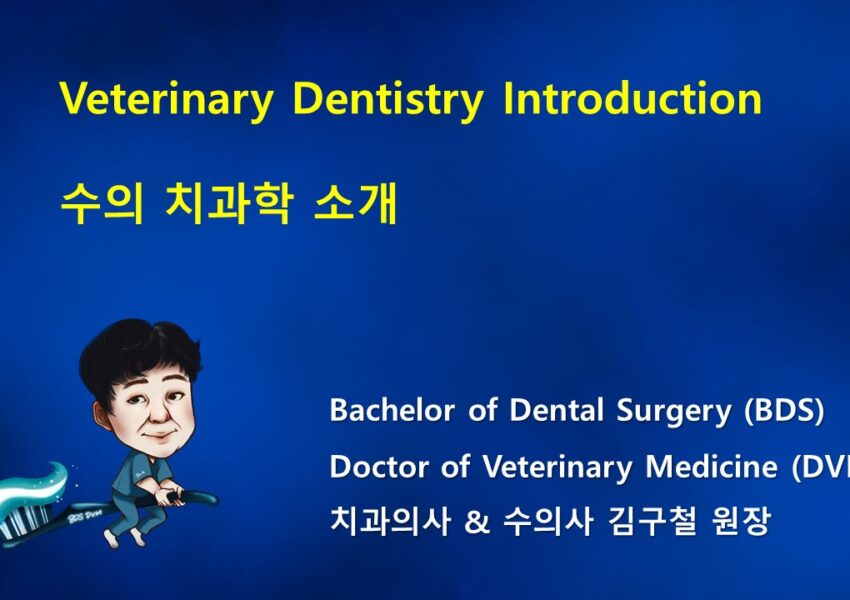 Veterinary Dentistry Introduction
수의 치과학 소개
Bachelor of Dental Surgery (BDS)
Doctor of Veterinary Medicine (DV
치과의사 & 수의사 김구철 원장
BDS DVM